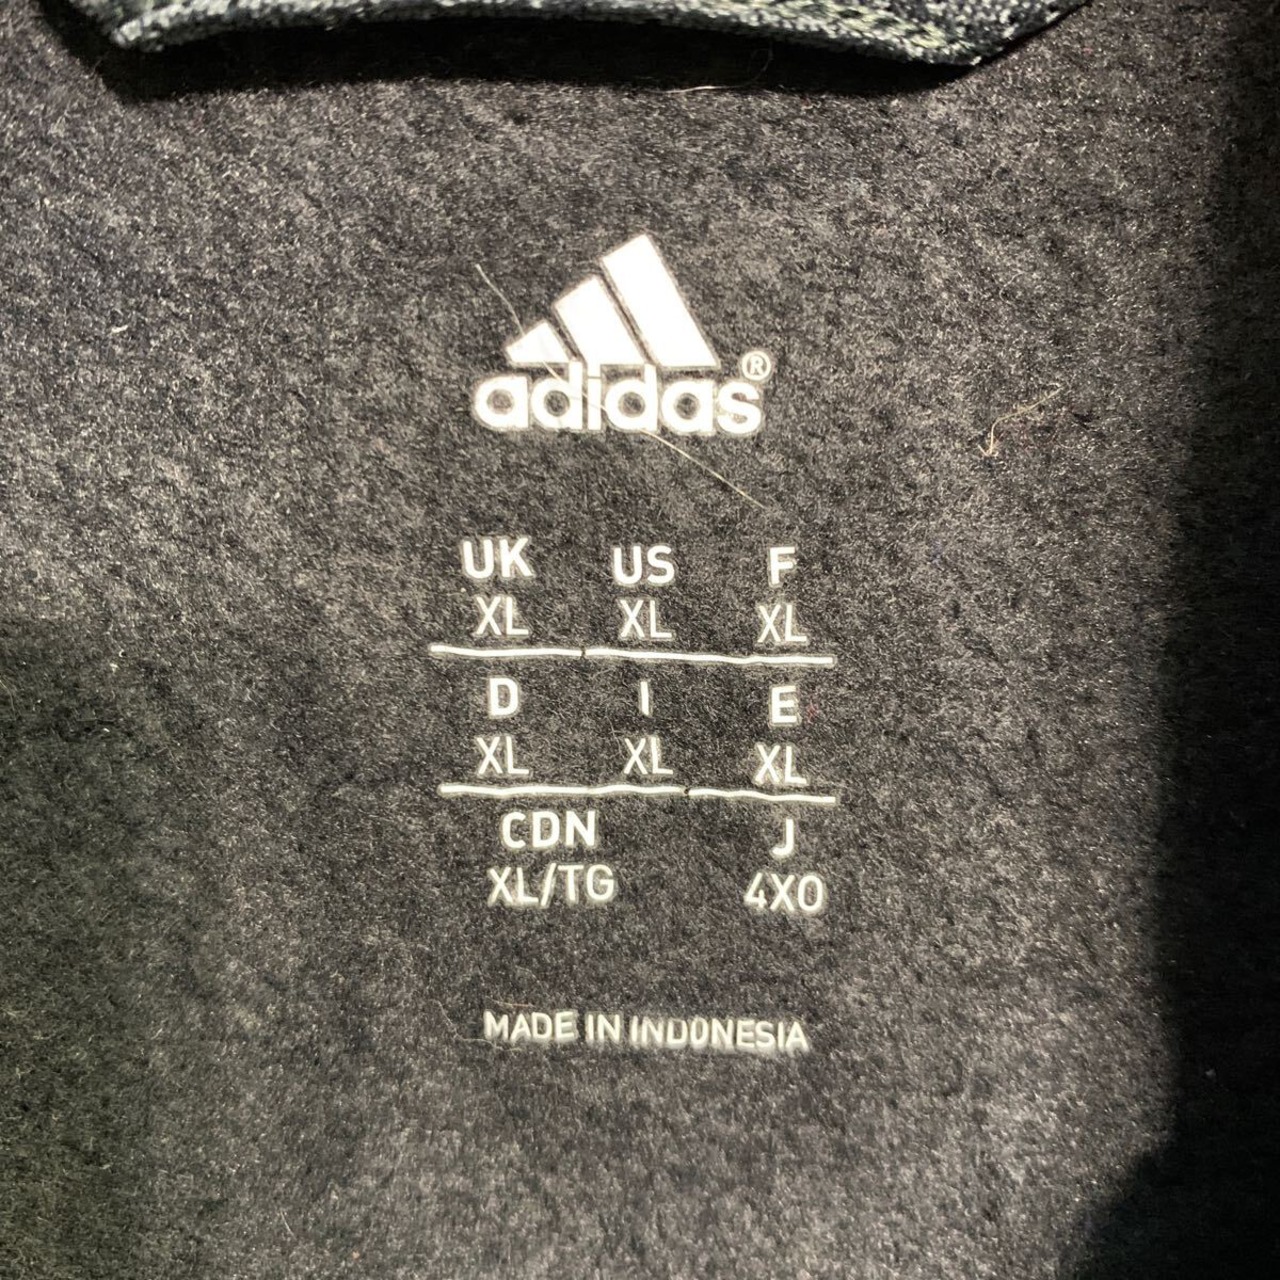 adidas®
UK US F
XL XL XL
D I E
XL XL XL
CDN J
XL/TG 4XO
MADE IN INDONESIA